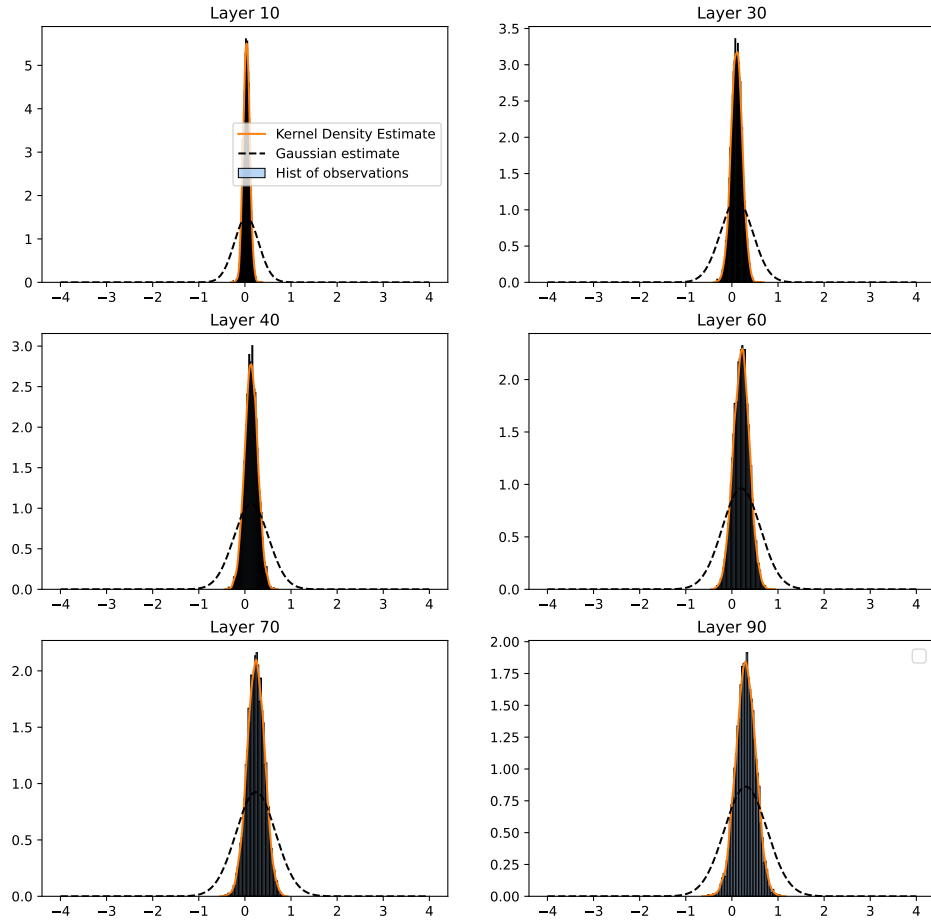 Layer 10
5
4
3
2
1
0
−4 −3 −2 −1 0 1 2 3 4
Kernel Density Estimate
Gaussian estimate
Hist of observations
Layer 30
3.5
3.0
2.5
2.0
1.5
1.0
0.5
0.0
−4 −3 −2 −1 0 1 2 3 4
Layer 40
3.0
2.5
2.0
1.5
1.0
0.5
0.0
−4 −3 −2 −1 0 1 2 3 4
Layer 60
2.0
1.5
1.0
0.5
0.0
−4 −3 −2 −1 0 1 2 3 4
Layer 70
2.0
1.5
1.0
0.5
0.0
−4 −3 −2 −1 0 1 2 3 4
Layer 90
2.00
1.75
1.50
1.25
1.00
0.75
0.50
0.25
0.00
−4 −3 −2 −1 0 1 2 3 4